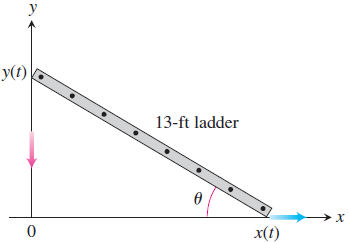 y
y(t)
13-ft ladder
θ
x
0
x(t)